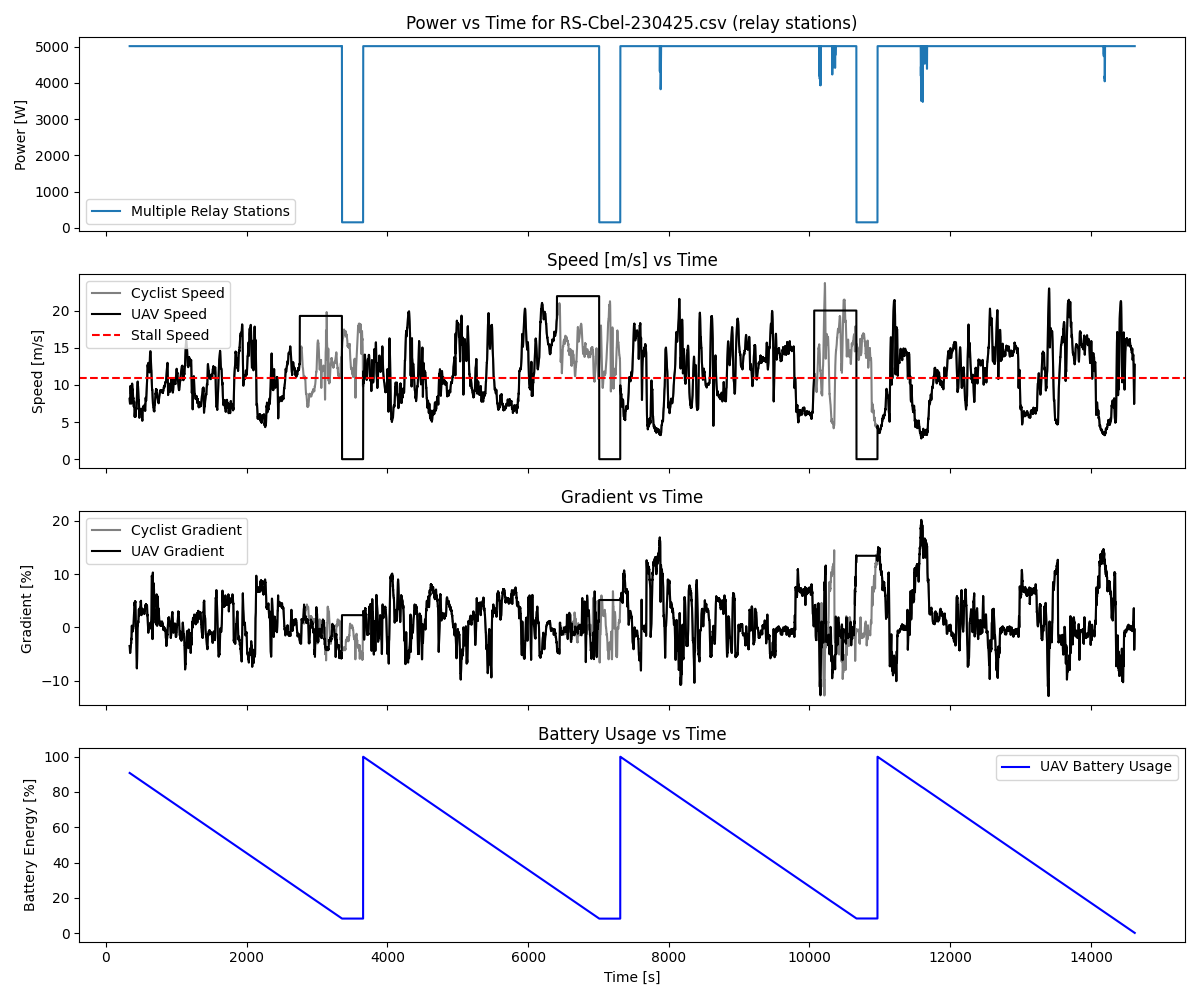 Power vs Time for RS-Cbel-230425.csv (relay stations)
5000
4000
3000
2000
1000
0
Power [W]
Multiple Relay Stations
Speed [m/s] vs Time
20
15
10
5
0
Speed [m/s]
Cyclist Speed
UAV Speed
Stall Speed
Gradient vs Time
20
10
0
−10
Gradient [%]
Cyclist Gradient
UAV Gradient
Battery Usage vs Time
100
80
60
40
20
0
Battery Energy [%]
UAV Battery Usage
0 2000 4000 6000 8000 10000 12000 14000
Time [s]